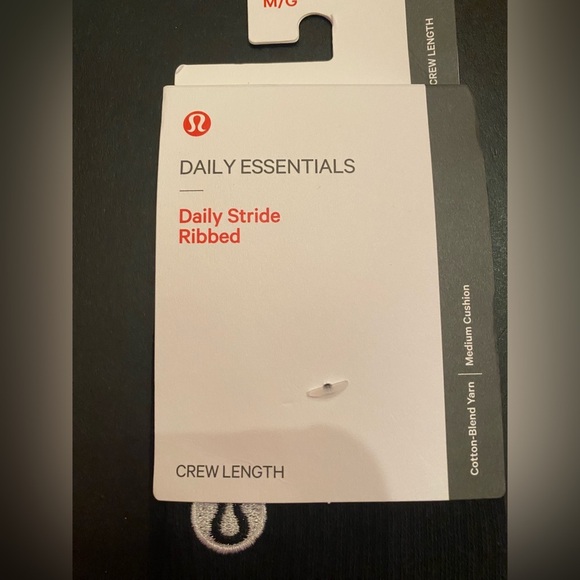 M/G
CREW LENGTH
DAILY ESSENTIALS
Daily Stride
Ribbed
Cotton-Blend Yarn | Medium Cushion
CREW LENGTH